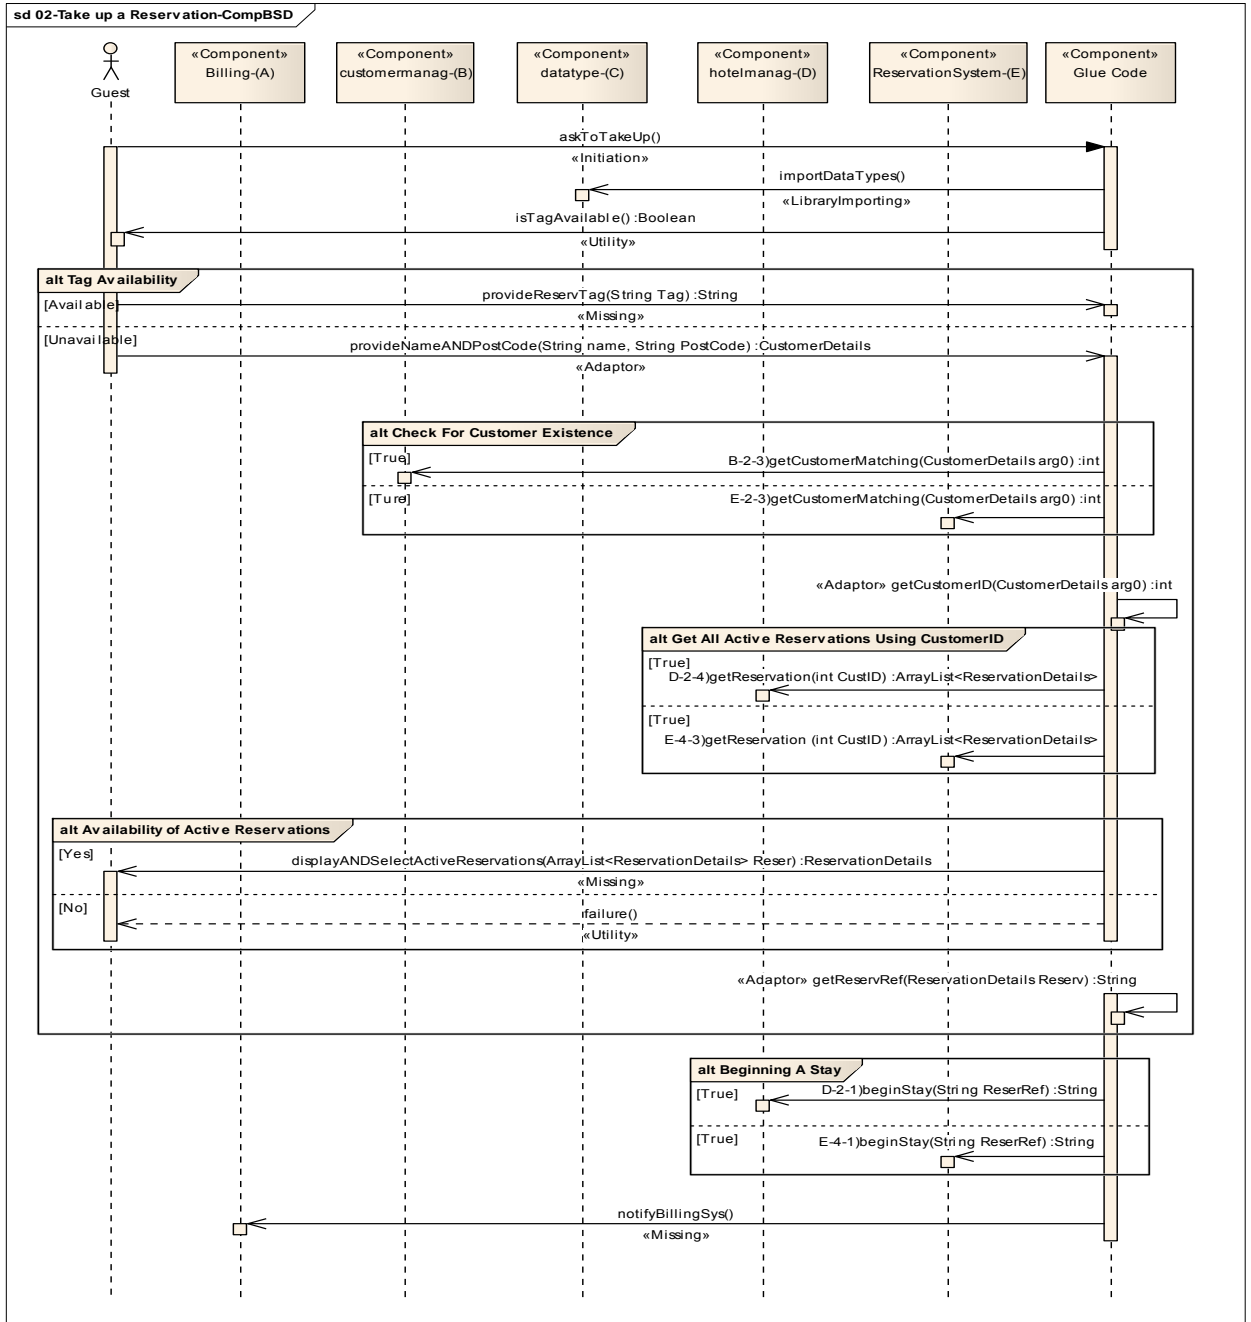 sd 02-Take up a Reservation-CompBSD
Guest
«Component»
Billing-(A)
«Component»
customermanag-(B)
«Component»
datatype-(C)
«Component»
hotelmanag-(D)
«Component»
ReservationSystem-(E)
«Component»
Glue Code
askToTakeUp()
«Initiation»
importDataTypes()
«LibraryImporting»
isTagAvailable() :Boolean
«Utility»
alt Tag Availability
[Available]
provideReservTag(String Tag) :String
«Missing»
[Unavailable]
provideNameANDPostCode(String name, String PostCode) :CustomerDetails
«Adaptor»
alt Check For Customer Existence
[True]
B-2-3)getCustomerMatching(CustomerDetails arg0) :int
[Ture]
E-2-3)getCustomerMatching(CustomerDetails arg0) :int
«Adaptor» getCustomerID(CustomerDetails arg0) :int
alt Get All Active Reservations Using CustomerID
[True]
D-2-4)getReservation(int CustID) :ArrayList<ReservationDetails>
[True]
E-4-3)getReservation (int CustID) :ArrayList<ReservationDetails>
alt Availability of Active Reservations
[Yes]
displayANDSelectActiveReservations(ArrayList<ReservationDetails> Reser) :ReservationDetails
«Missing»
[No]
failure()
«Utility»
«Adaptor» getReservRef(ReservationDetails Reserv) :String
alt Beginning A Stay
[True]
D-2-1)beginStay(String ReserRef) :String
[True]
E-4-1)beginStay(String ReserRef) :String
notifyBillingSys()
«Missing»